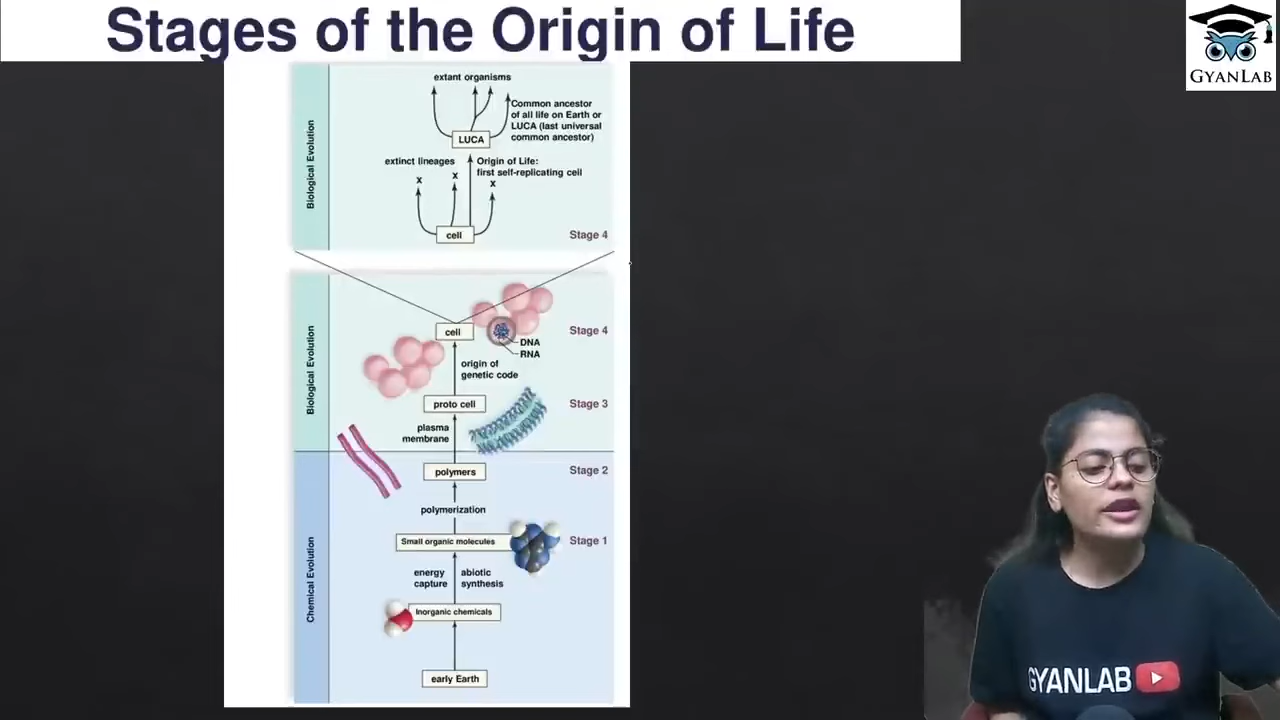 Stages of the Origin of Life
GYANLAB
extant organisms
Common ancestor
of all life on Earth or
LUCA (last universal
common ancestor)
LUCA
extinct lineages
Origin of Life:
first self-replicating cell
x
x
x
cell
Stage 4
Biological Evolution
cell
Stage 4
DNA
RNA
origin of
genetic code
Biological Evolution
proto cell
Stage 3
plasma
membrane
polymers
Stage 2
polymerization
Small organic molecules
Stage 1
energy
capture
abiotic
synthesis
Chemical Evolution
Inorganic chemicals
early Earth
GYANLAB